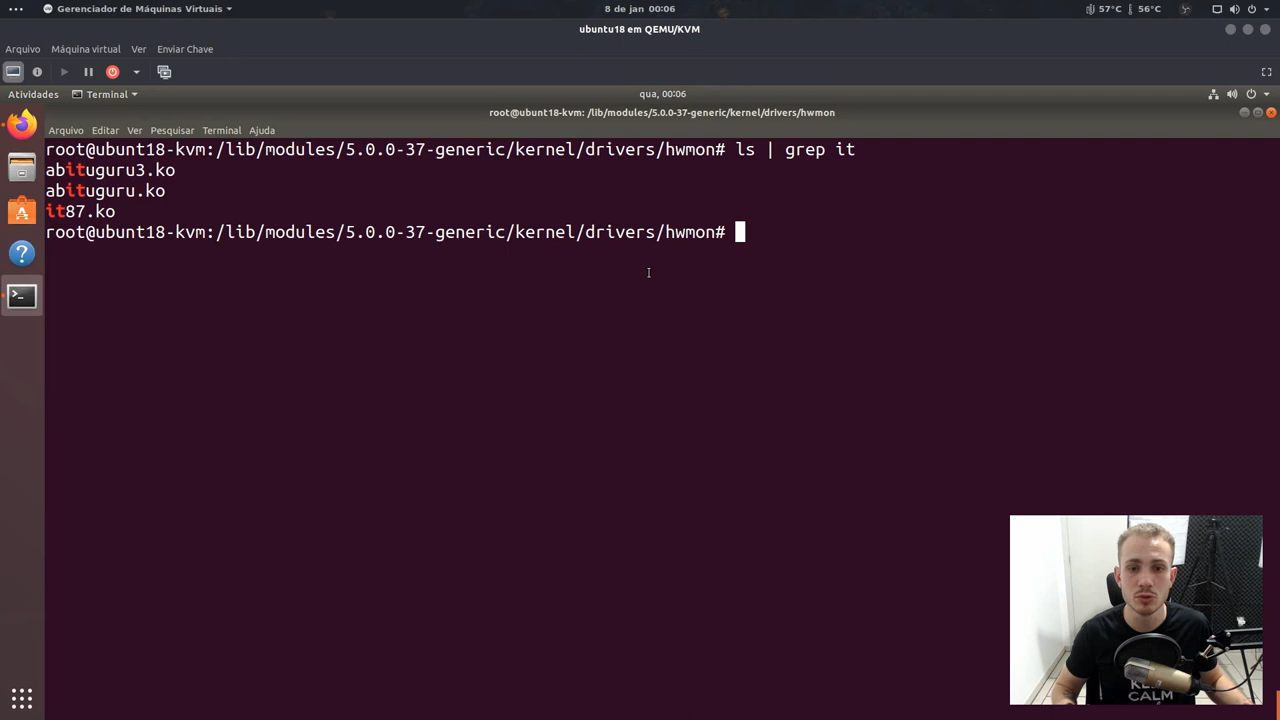 Gerenciador de Máquinas Virtuais
8 de jan 00:06
57°C 56°C
ubuntu18 em QEMU/KVM
Arquivo Máquina virtual Ver Enviar Chave
Atividades Terminal
qua, 00:06
root@ubunt18-kvm: /lib/modules/5.0.0-37-generic/kernel/drivers/hwmon
Arquivo Editar Ver Pesquisar Terminal Ajuda
root@ubunt18-kvm:/lib/modules/5.0.0-37-generic/kernel/drivers/hwmon# ls | grep it
abituguru3.ko
abituguru.ko
it87.ko
root@ubunt18-kvm:/lib/modules/5.0.0-37-generic/kernel/drivers/hwmon#
KEEP
CALM